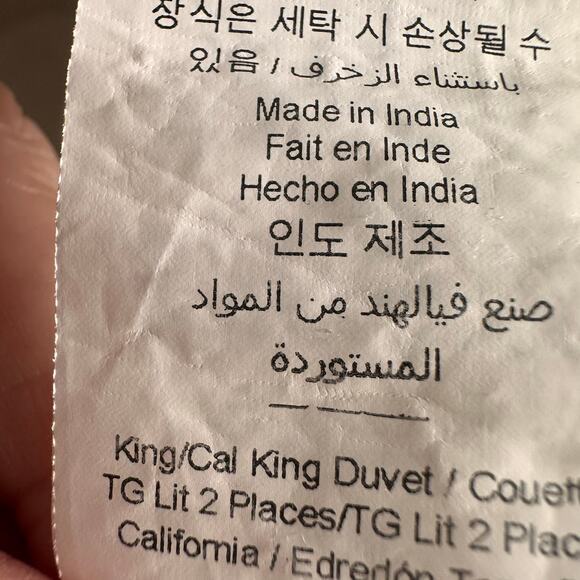 장식은 세탁 시 손상될 수
있음 / باستثناء الزخرف
Made in India
Fait en Inde
Hecho en India
인도 제조
صنع فيالهند من المواد
المستوردة
King/Cal King Duvet / Couett
TG Lit 2 Places/TG Lit 2 Plac
California / Edredón